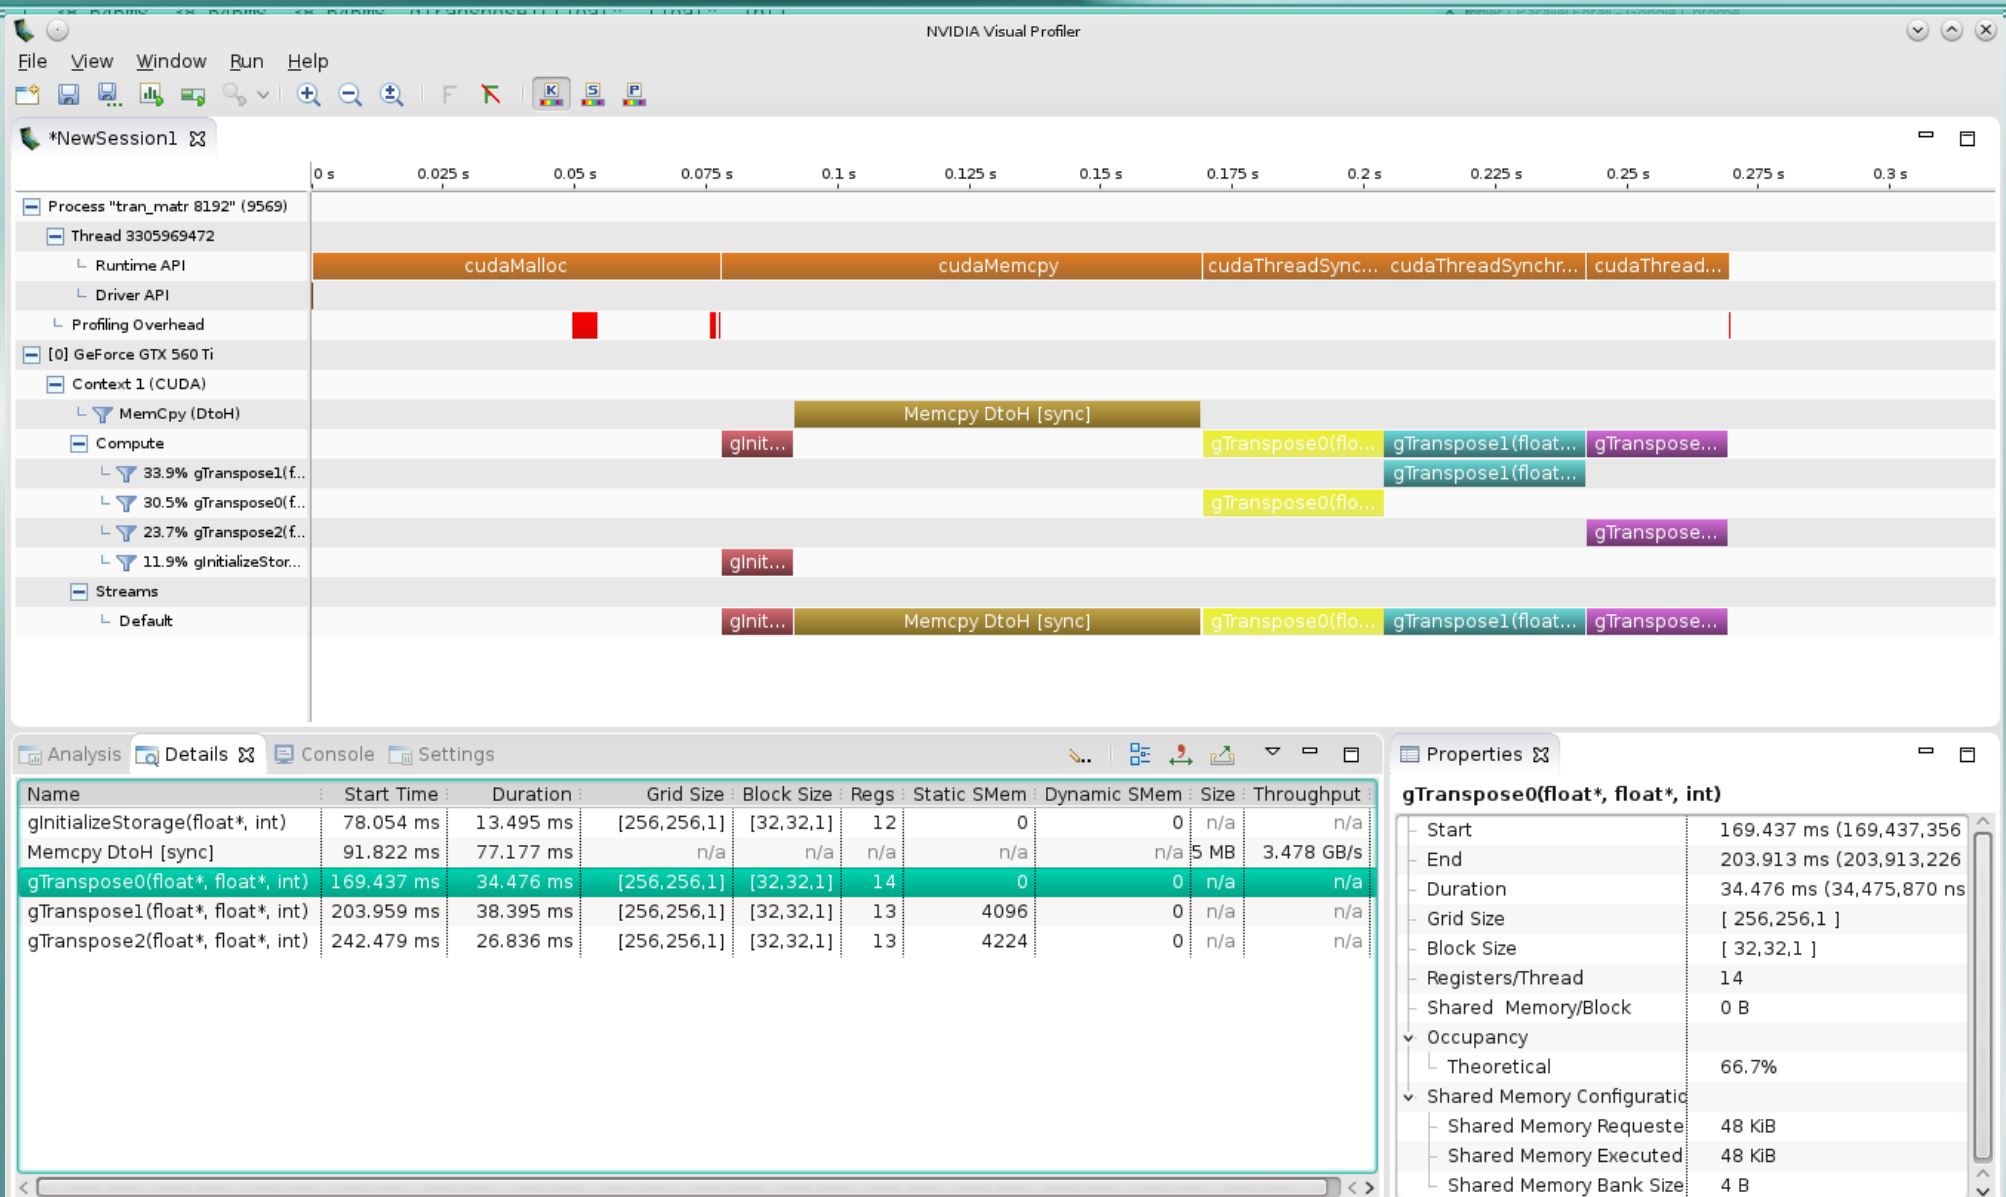 NVIDIA Visual Profiler
File View Window Run Help
F K S P
*NewSession1
0 s 0.025 s 0.05 s 0.075 s 0.1 s 0.125 s 0.15 s 0.175 s 0.2 s 0.225 s 0.25 s 0.275 s 0.3 s
Process "tran_matr 8192" (9569)
Thread 3305969472
Runtime API cudaMalloc cudaMemcpy cudaThreadSync... cudaThreadSynchr... cudaThread...
Driver API
Profiling Overhead
[0] GeForce GTX 560 Ti
Context 1 (CUDA)
MemCpy (DtoH) Memcpy DtoH [sync]
Compute gInit... gTranspose0(flo... gTranspose1(float... gTranspose...
33.9% gTranspose1(f... gTranspose1(float...
30.5% gTranspose0(f... gTranspose0(flo...
23.7% gTranspose2(f... gTranspose...
11.9% gInitializeStor... gInit...
Streams
Default gInit... Memcpy DtoH [sync] gTranspose0(flo... gTranspose1(float... gTranspose...
Analysis Details Console Settings
Name Start Time Duration Grid Size Block Size Regs Static SMem Dynamic SMem Size Throughput
gInitializeStorage(float*, int) 78.054 ms 13.495 ms [256,256,1] [32,32,1] 12 0 0 n/a n/a
Memcpy DtoH [sync] 91.822 ms 77.177 ms n/a n/a n/a n/a n/a 5 MB 3.478 GB/s
gTranspose0(float*, float*, int) 169.437 ms 34.476 ms [256,256,1] [32,32,1] 14 0 0 n/a n/a
gTranspose1(float*, float*, int) 203.959 ms 38.395 ms [256,256,1] [32,32,1] 13 4096 0 n/a n/a
gTranspose2(float*, float*, int) 242.479 ms 26.836 ms [256,256,1] [32,32,1] 13 4224 0 n/a n/a
Properties
gTranspose0(float*, float*, int)
Start 169.437 ms (169,437,356
End 203.913 ms (203,913,226
Duration 34.476 ms (34,475,870 ns
Grid Size [ 256,256,1 ]
Block Size [ 32,32,1 ]
Registers/Thread 14
Shared Memory/Block 0 B
Occupancy
Theoretical 66.7%
Shared Memory Configuratic
Shared Memory Requeste 48 KiB
Shared Memory Executed 48 KiB
Shared Memory Bank Size 4 B